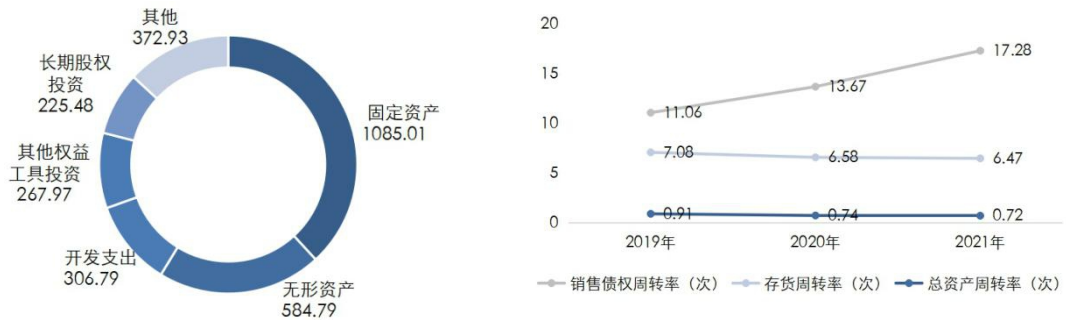 其他
372.93
长期股权
投资
225.48
其他权益
工具投资
267.97
开发支出
306.79
无形资产
584.79
固定资产
1085.01
20
15
10
5
0
11.06
13.67
17.28
7.08
6.58
6.47
0.91
0.74
0.72
2019年
2020年
2021年
销售债权周转率（次）
存货周转率（次）
总资产周转率（次）